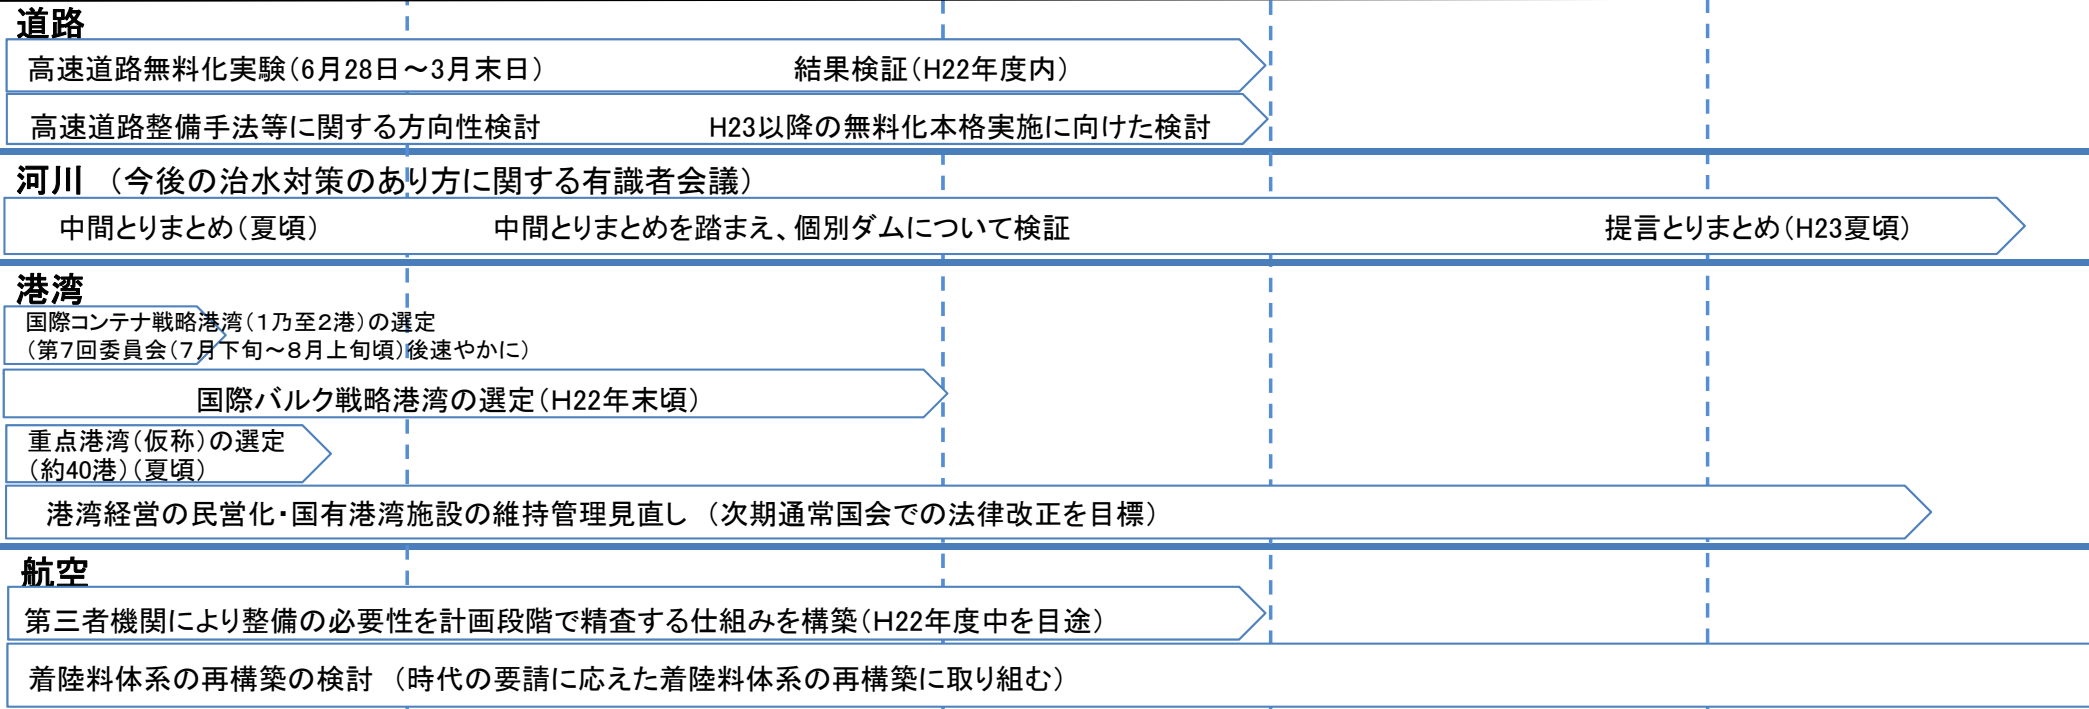 道路
高速道路無料化実験(6月28日～3月末日) 結果検証(H22年度内)
高速道路整備手法等に関する方向性検討 H23以降の無料化本格実施に向けた検討
河川 (今後の治水対策のあり方に関する有識者会議)
中間とりまとめ(夏頃) 中間とりまとめを踏まえ、個別ダムについて検証 提言とりまとめ(H23夏頃)
港湾
国際コンテナ戦略港湾(１乃至２港)の選定
(第７回委員会(７月下旬～８月上旬頃)後速やかに)
国際バルク戦略港湾の選定(H22年末頃)
重点港湾(仮称)の選定
(約40港)(夏頃)
港湾経営の民営化・国有港湾施設の維持管理見直し (次期通常国会での法律改正を目標)
航空
第三者機関により整備の必要性を計画段階で精査する仕組みを構築(H22年度中を目途)
着陸料体系の再構築の検討 (時代の要請に応えた着陸料体系の再構築に取り組む)